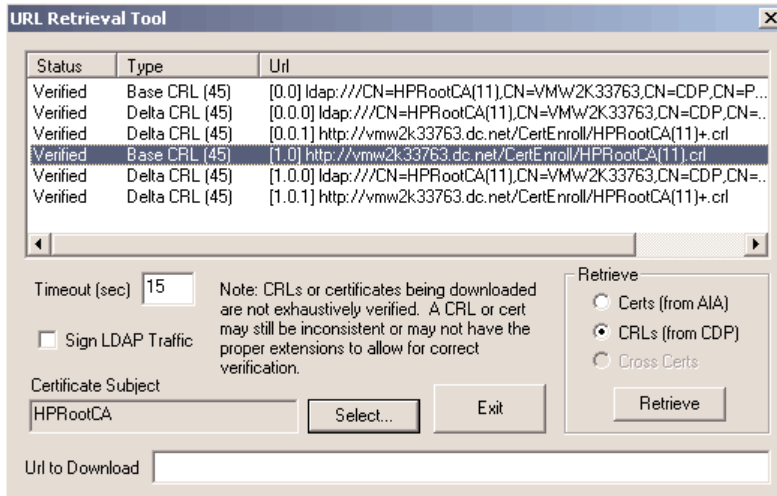 URL Retrieval Tool
Status Type Url
Verified Base CRL (45) [0.0] ldap:///CN=HPRootCA(11),CN=VMW2K33763,CN=CDP,CN=P...
Verified Delta CRL (45) [0.0.0] ldap:///CN=HPRootCA(11),CN=VMW2K33763,CN=CDP,CN=..
Verified Delta CRL (45) [0.0.1] http://vmw2k33763.dc.net/CertEnroll/HPRootCA(11)+.crl
Verified Base CRL (45) [1.0] http://vmw2k33763.dc.net/CertEnroll/HPRootCA(11).crl
Verified Delta CRL (45) [1.0.0] ldap:///CN=HPRootCA(11),CN=VMW2K33763,CN=CDP,CN=..
Verified Delta CRL (45) [1.0.1] http://vmw2k33763.dc.net/CertEnroll/HPRootCA(11)+.crl
Timeout (sec) 15
Sign LDAP Traffic
Note: CRLs or certificates being downloaded
are not exhaustively verified. A CRL or cert
may still be inconsistent or may not have the
proper extensions to allow for correct
verification.
Retrieve
Certs (from AIA)
CRLs (from CDP)
Cross Certs
Retrieve
Certificate Subject
HPRootCA
Select...
Exit
Url to Download